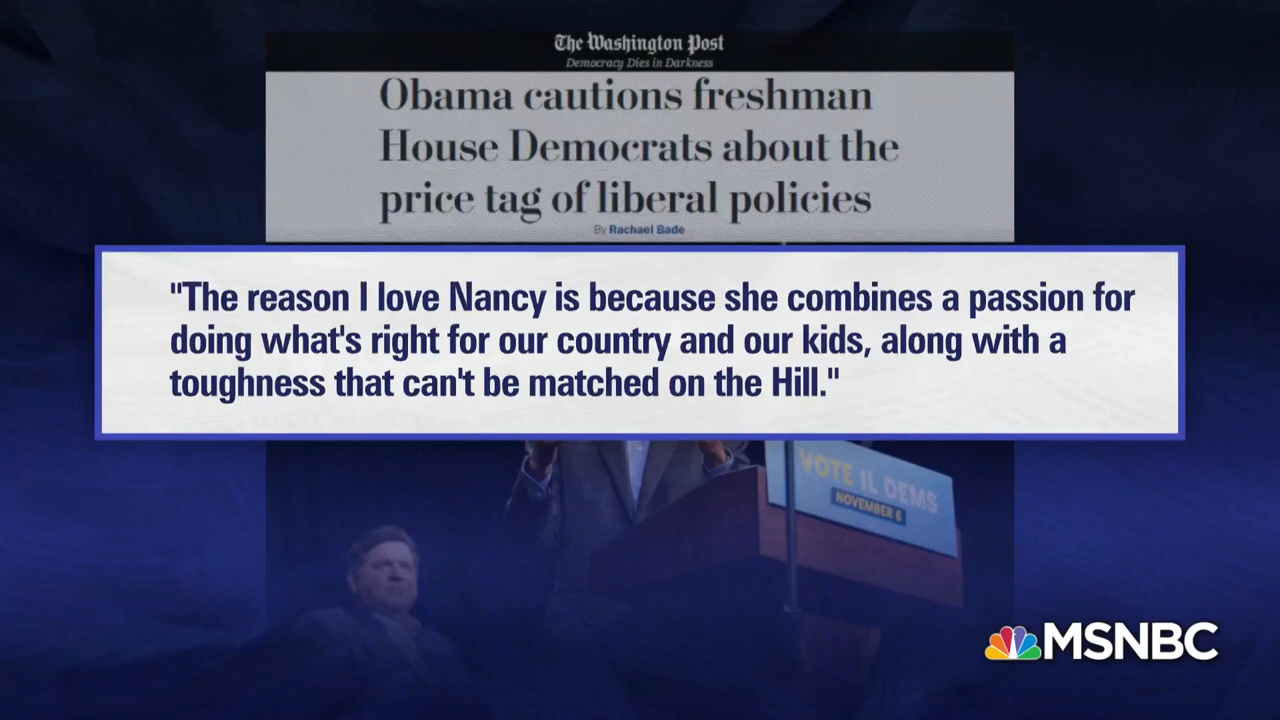 The Washington Post
Democracy Dies in Darkness
Obama cautions freshman
House Democrats about the
price tag of liberal policies
By Rachael Bade
"The reason I love Nancy is because she combines a passion for
doing what's right for our country and our kids, along with a
toughness that can't be matched on the Hill."
VOTE IL DEMS
NOVEMBER 6
MSNBC